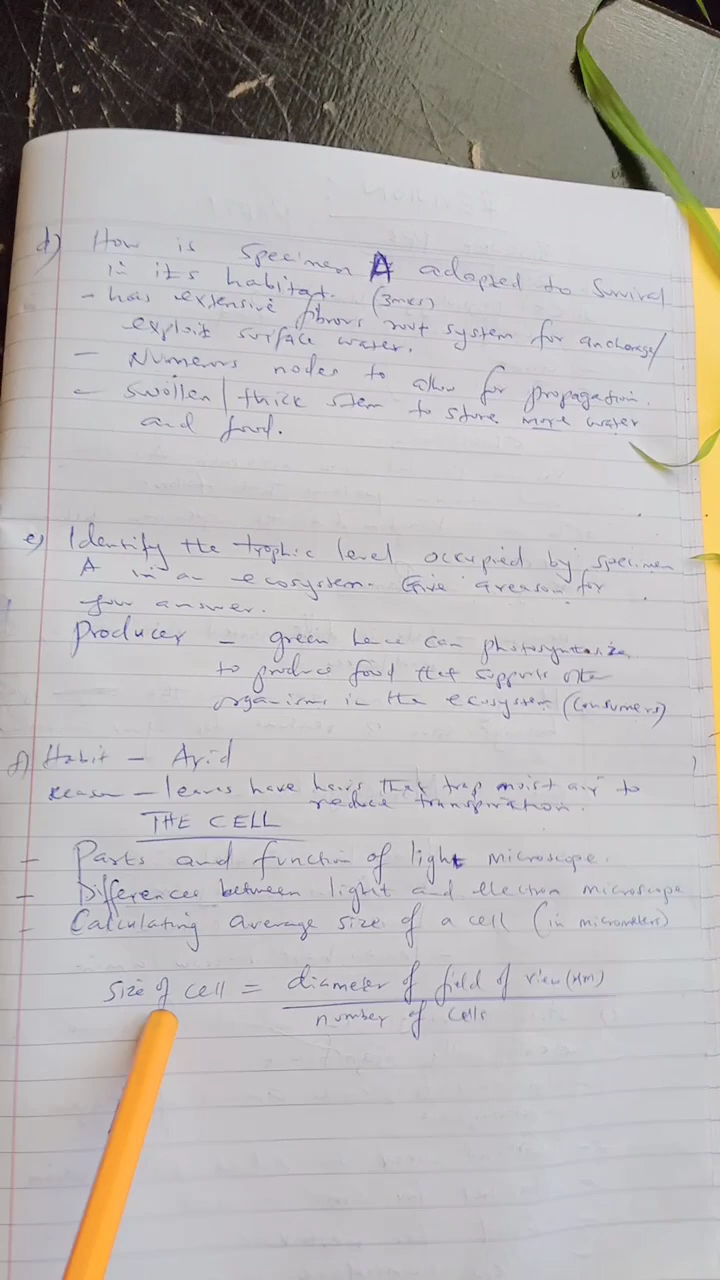 d) How is specimen A adapted to survival
in its habitat. (3mks)
- has extensive fibrous root system for anchorage/
exploit surface water.
- Numerous nodes to allow for propagation.
- Swollen/thick stem to store more water
and food.
e) Identify the trophic level occupied by specimen
A in an ecosystem. Give a reason for
your answer.
Producer - green hence can photosynthesize
to produce food that supports other
organisms in the ecosystem (consumers)
f) Habit - Arid
reason - leaves have hairs that trap moist air to
reduce transpiration.
THE CELL
- Parts and function of light microscope.
- Differences between light and electron microscope
- Calculating average size of a cell (in micrometers)
size of cell = diameter of field of view (μm)
number of cells